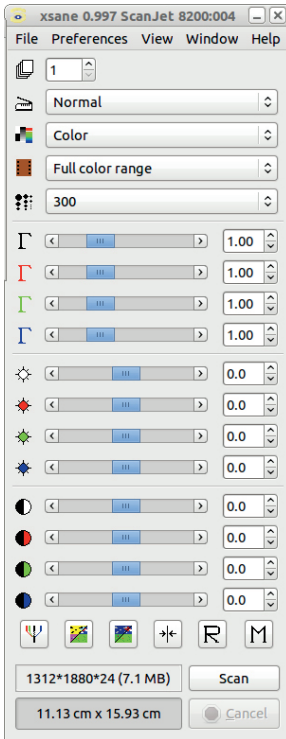 xsane 0.997 ScanJet 8200:004
File Preferences View Window Help
1
Normal
Color
Full color range
300
Γ 1.00
Γ 1.00
Γ 1.00
Γ 1.00
0.0
0.0
0.0
0.0
0.0
0.0
0.0
0.0
R M
1312*1880*24 (7.1 MB) Scan
11.13 cm x 15.93 cm Cancel